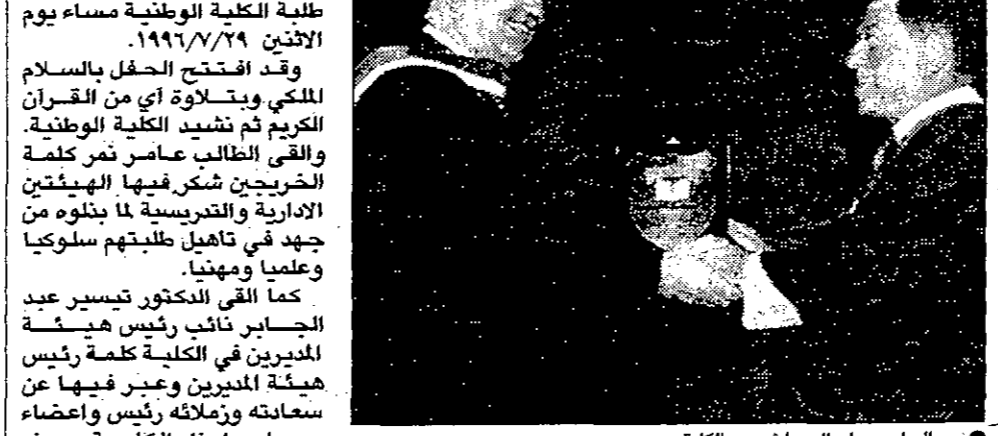 طلبة الكلية الوطنية مساء يوم
الاثنين ١٩٩٦/٧/٢٩.
وقد افتتح الحفل بالسلام
الملكي وبتلاوة آي من القرآن
الكريم ثم نشيد الكلية الوطنية.
والقى الطالب عامر نمر كلمة
الخريجين شكر فيها الهيئتين
الادارية والتدريسية لما بذلوه من
جهد في تاهيل طلبتهم سلوكيا
وعلميا ومهنيا.
كما القى الدكتور تيسير عبد
الجابر نائب رئيس هيئة
المديرين في الكلية كلمة رئيس
هيئة المديرين وعبر فيها عن
سعادته وزملائه رئيس واعضاء